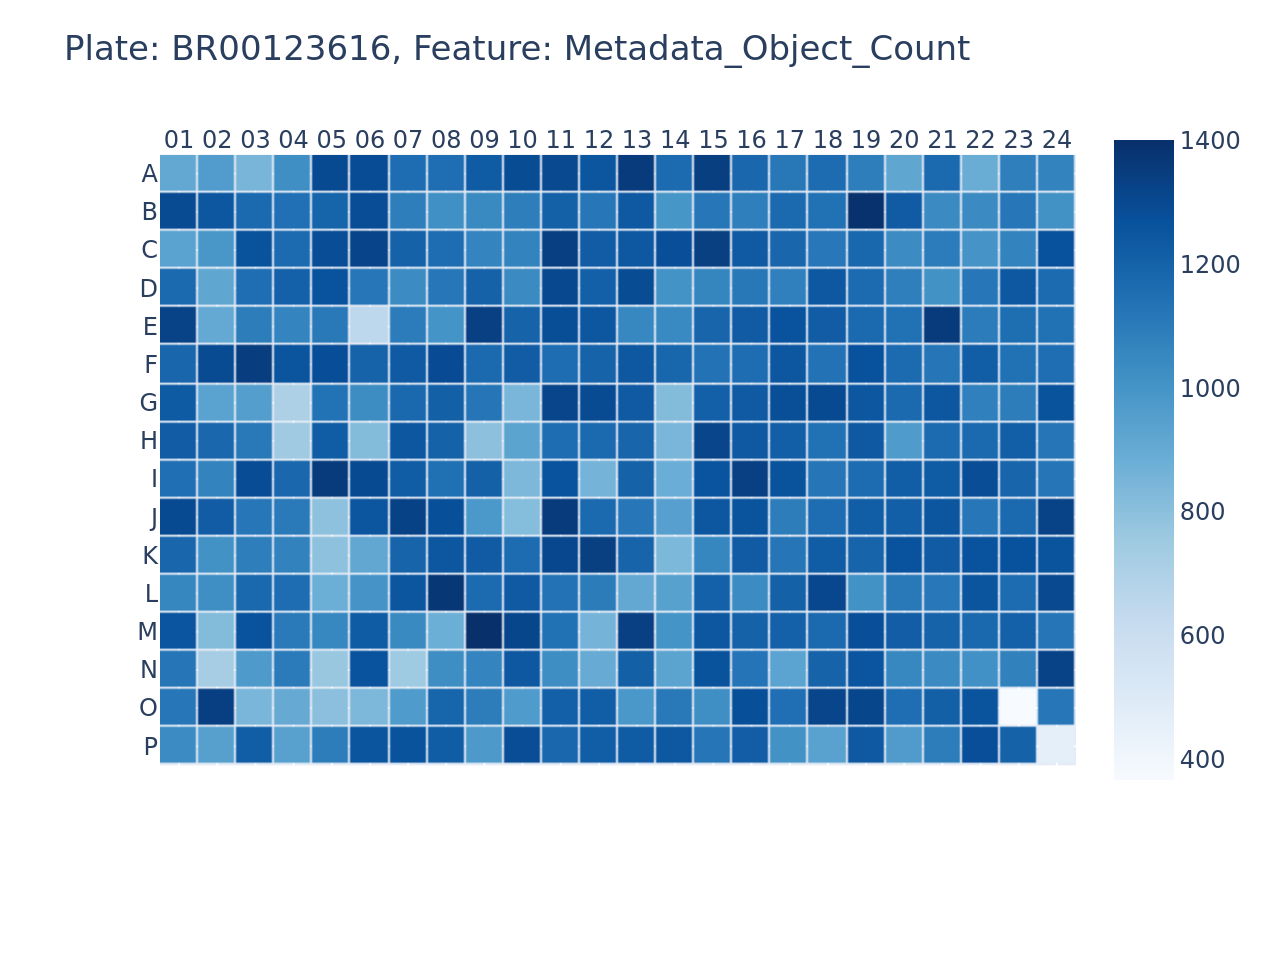 Plate: BR00123616, Feature: Metadata_Object_Count
01 02 03 04 05 06 07 08 09 10 11 12 13 14 15 16 17 18 19 20 21 22 23 24
A
B
C
D
E
F
G
H
I
J
K
L
M
N
O
P
1400
1200
1000
800
600
400